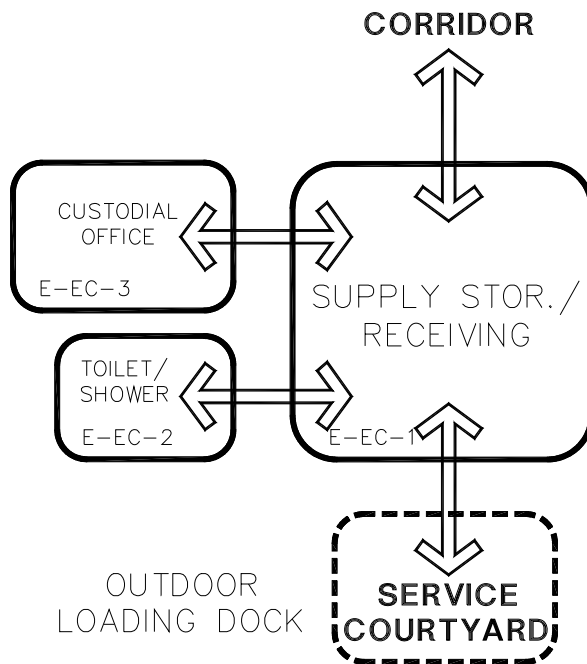 CORRIDOR
CUSTODIAL
OFFICE
E-EC-3
SUPPLY STOR./
RECEIVING
TOILET/
SHOWER
E-EC-2
E-EC-1
OUTDOOR
LOADING DOCK
SERVICE
COURTYARD